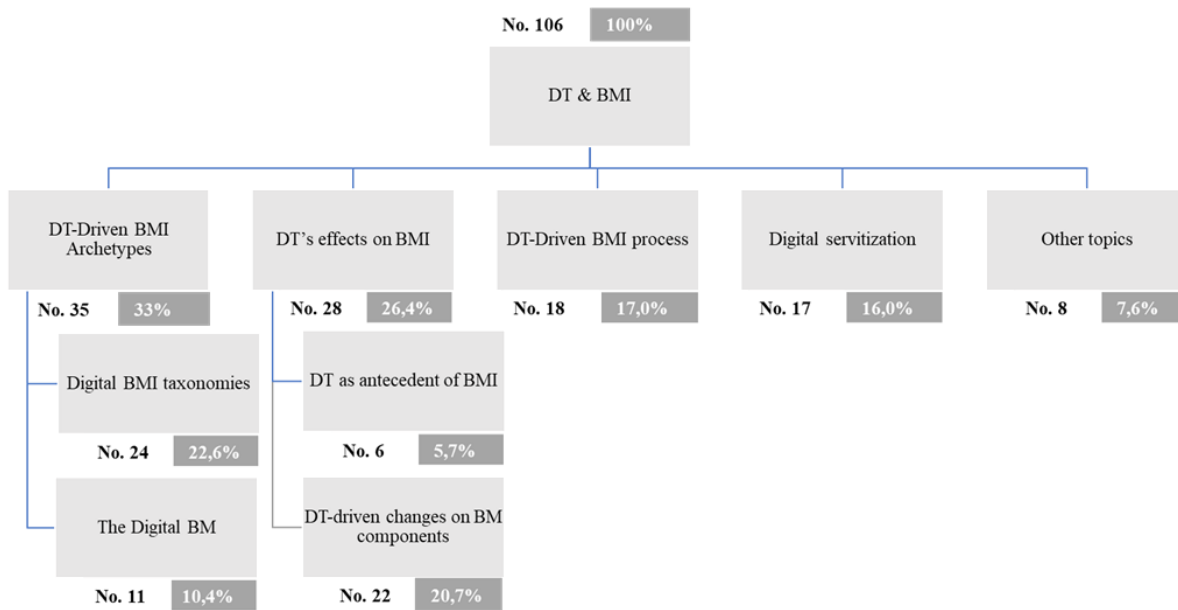 No. 106 100%
DT & BMI
DT-Driven BMI
Archetypes
No. 35 33%
DT's effects on BMI
No. 28 26,4%
DT-Driven BMI process
No. 18 17,0%
Digital servitization
No. 17 16,0%
Other topics
No. 8 7,6%
Digital BMI taxonomies
No. 24 22,6%
DT as antecedent of BMI
No. 6 5,7%
The Digital BM
No. 11 10,4%
DT-driven changes on BM
components
No. 22 20,7%